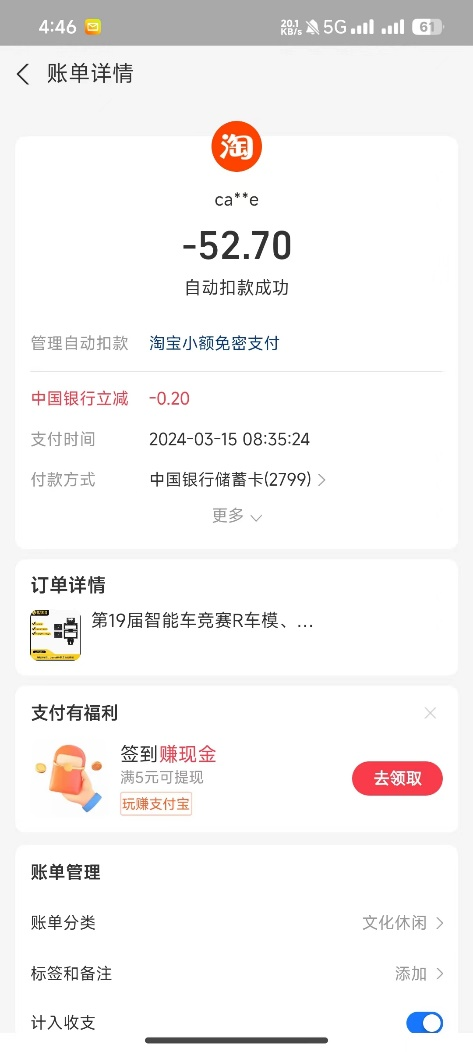 4:46
20.1 KB/s 5G 61
账单详情
淘
ca**e
-52.70
自动扣款成功
管理自动扣款 淘宝小额免密支付
中国银行立减 -0.20
支付时间 2024-03-15 08:35:24
付款方式 中国银行储蓄卡(2799)
更多
订单详情
第19届智能车竞赛R车模、...
支付有福利
签到赚现金
满5元可提现
去领取
玩赚支付宝
账单管理
账单分类 文化休闲
标签和备注 添加
计入收支